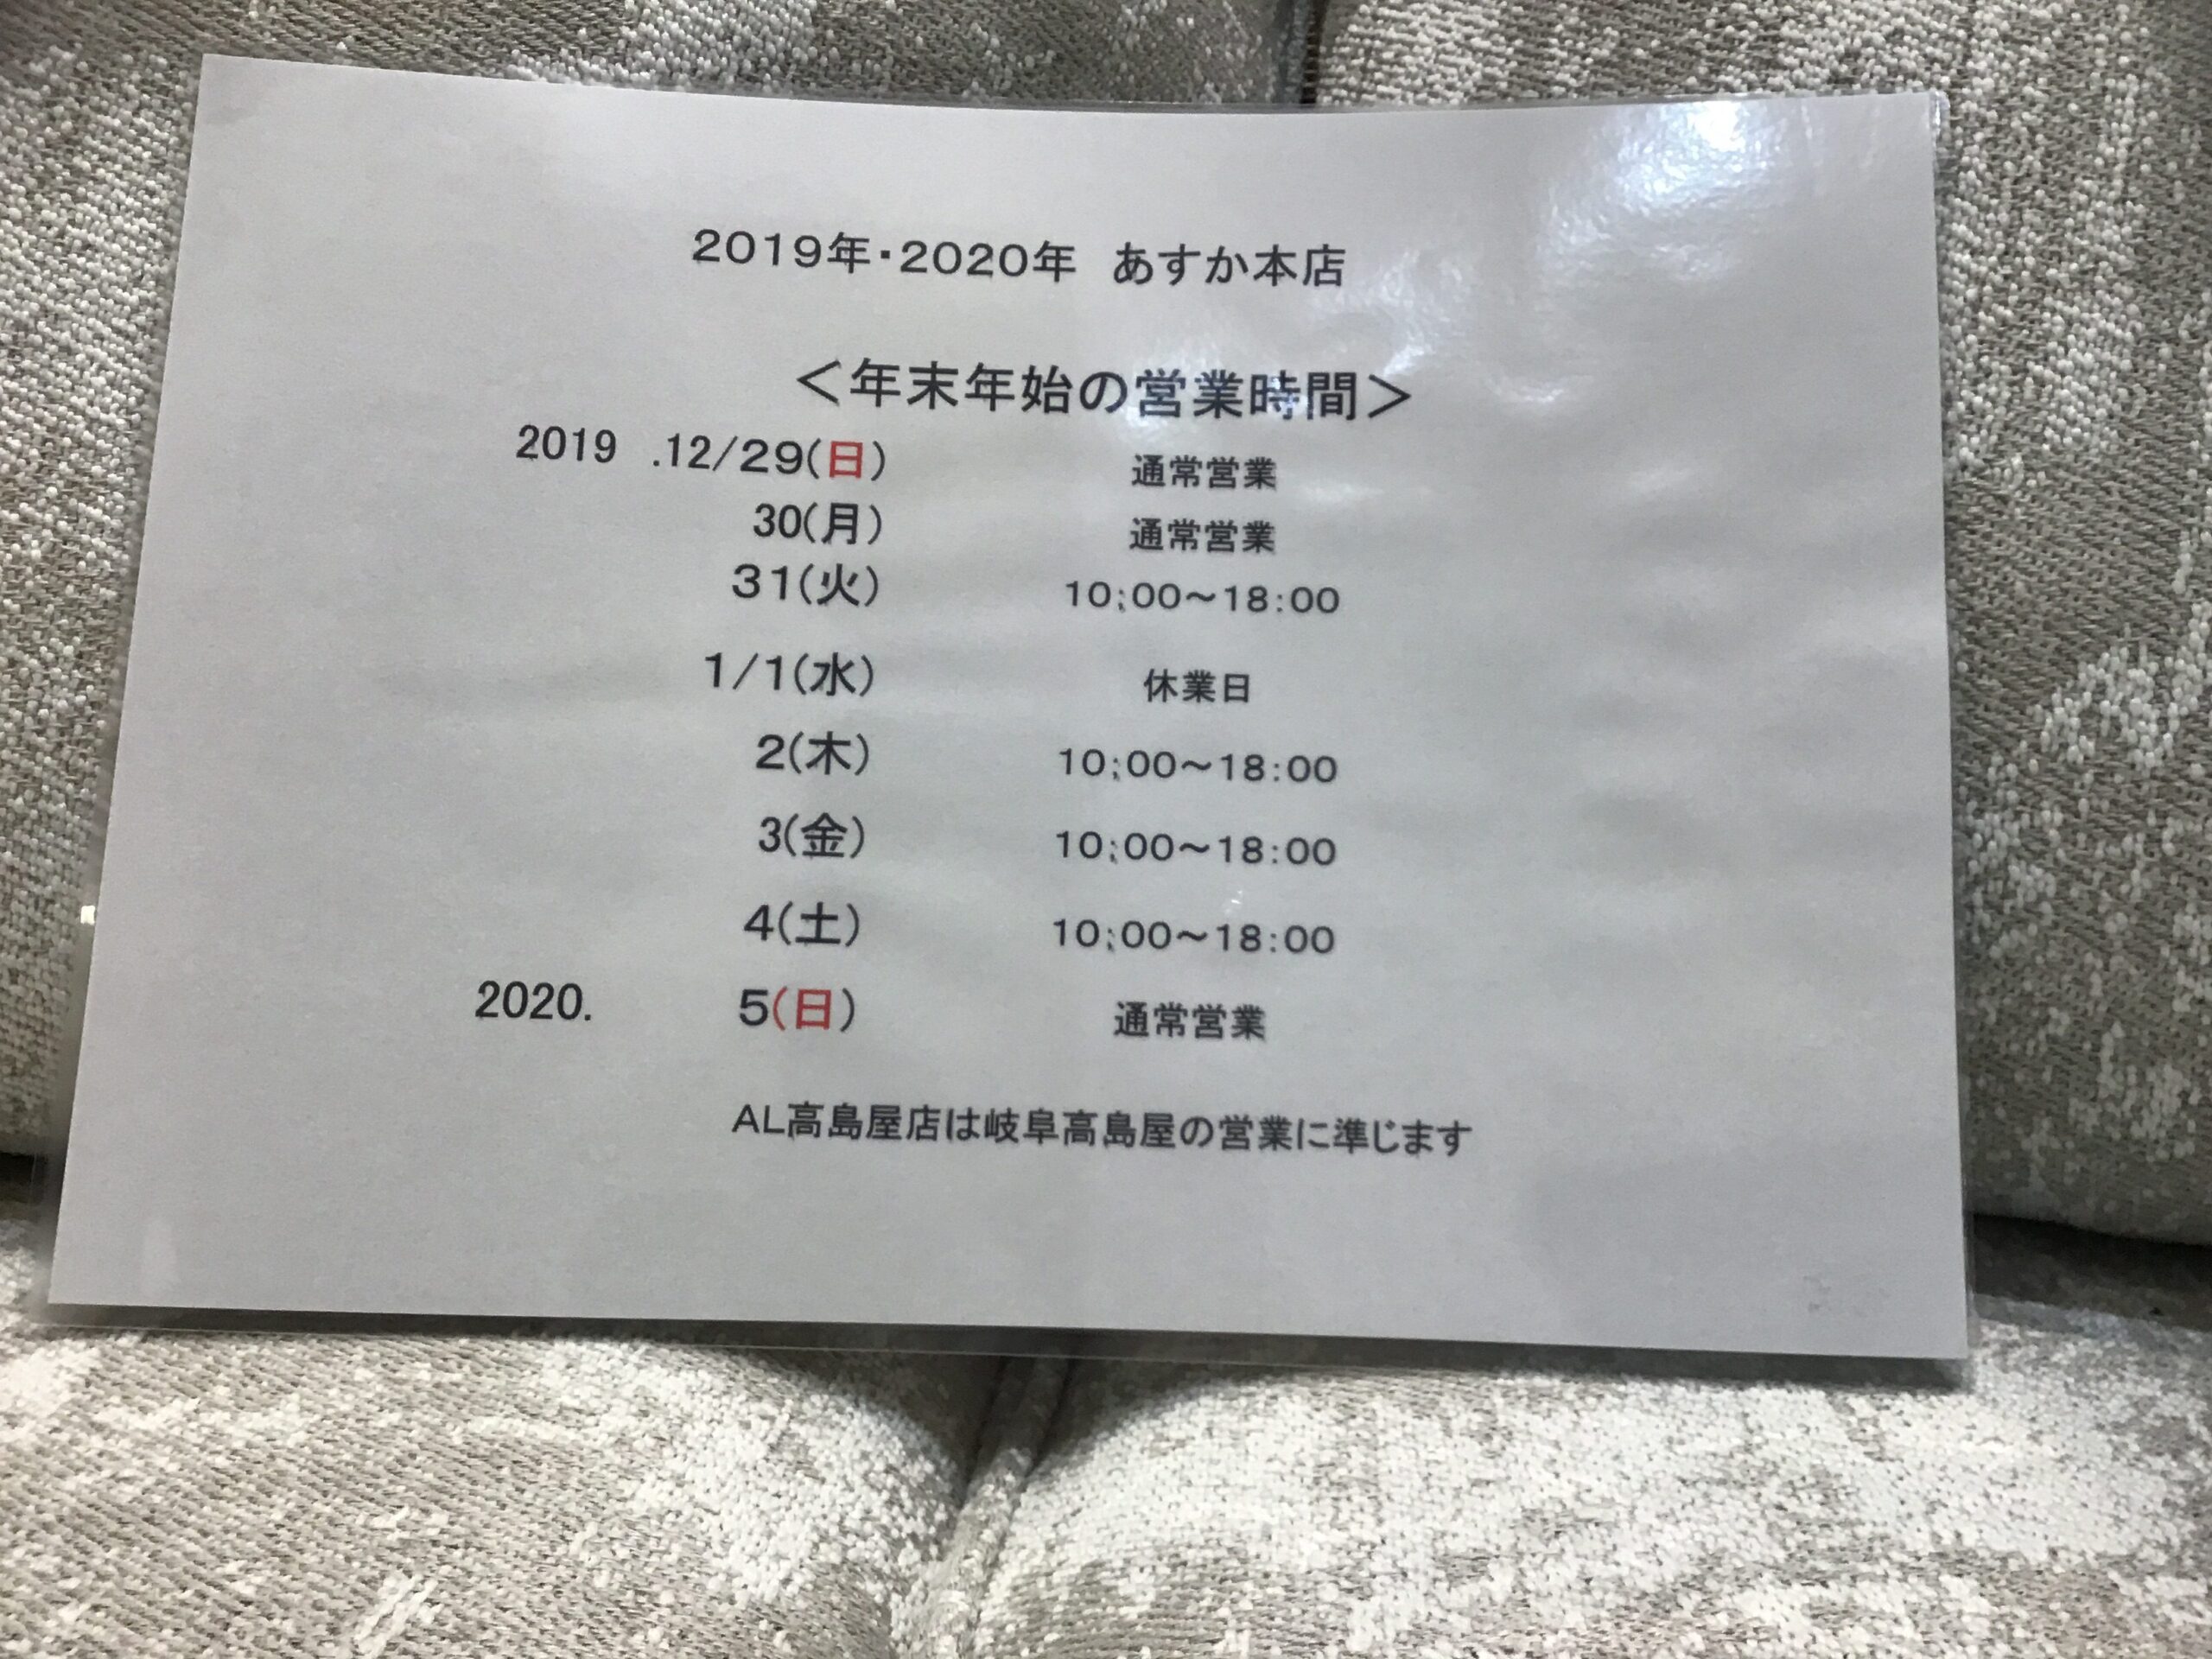 2019年・2020年 あすか本店
＜年末年始の営業時間＞
2019 .12/29(日) 通常営業
30(月) 通常営業
31(火) 10;00～18:00
1/1(水) 休業日
2(木) 10;00～18:00
3(金) 10;00～18:00
4(土) 10;00～18:00
2020. 5(日) 通常営業
AL高島屋店は岐阜高島屋の営業に準じます